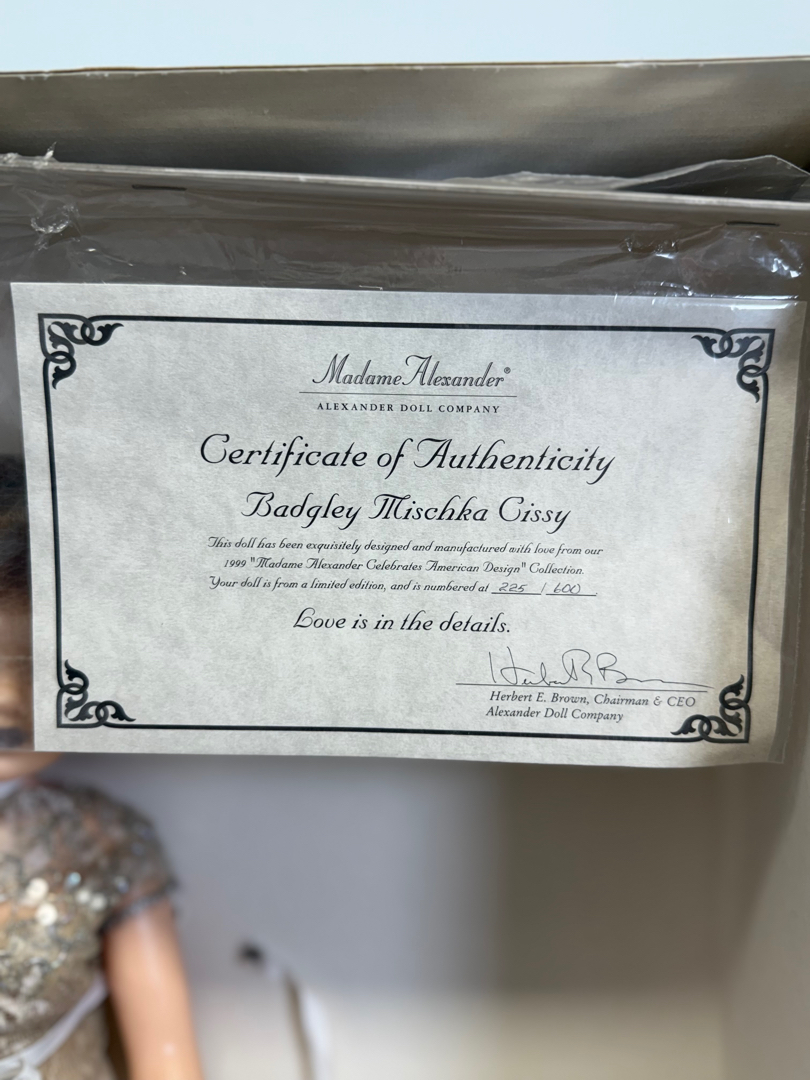 Madame Alexander®
ALEXANDER DOLL COMPANY
Certificate of Authenticity
Badgley Mischka Cissy
This doll has been exquisitely designed and manufactured with love from our
1999 "Madame Alexander Celebrates American Design" Collection.
Your doll is from a limited edition, and is numbered at 225 / 600.
Love is in the details.
Herbert E. Brown, Chairman & CEO
Alexander Doll Company